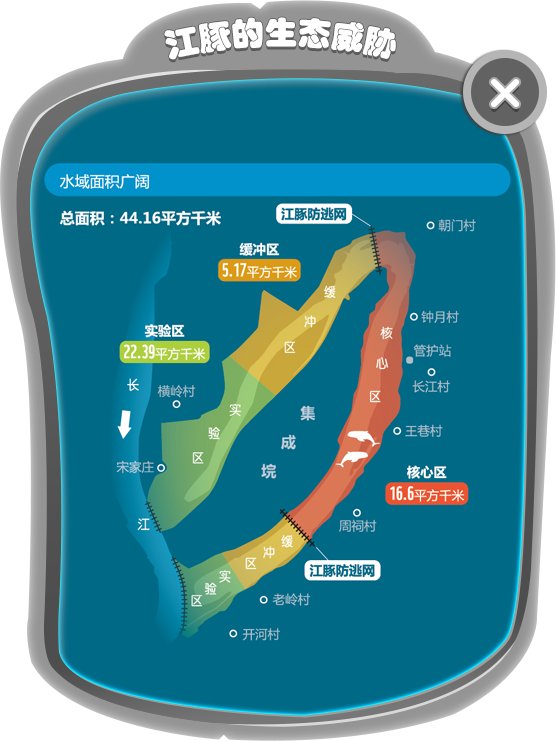 江豚的生态威胁
水域面积广阔
总面积：44.16平方千米
江豚防逃网
朝门村
缓冲区
5.17平方千米
缓冲区
实验区
22.39平方千米
钟月村
管护站
长江村
核心区
横岭村
长江
实验区
集成垸
王巷村
宋家庄
核心区
16.6平方千米
周祠村
缓冲区
江豚防逃网
实验区
老岭村
开河村